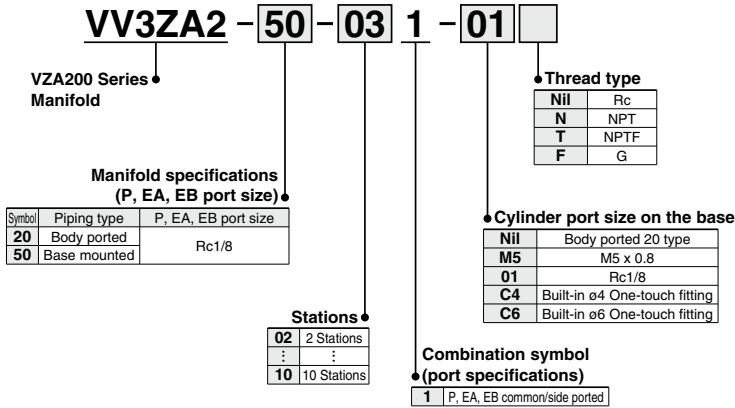 VV3ZA2 – 50 – 03 1 – 01
VZA200 Series
Manifold
Thread type
Nil Rc
N NPT
T NPTF
F G
Manifold specifications
(P, EA, EB port size)
Symbol Piping type P, EA, EB port size
20 Body ported Rc1/8
50 Base mounted
Cylinder port size on the base
Nil Body ported 20 type
M5 M5 x 0.8
01 Rc1/8
C4 Built-in ø4 One-touch fitting
C6 Built-in ø6 One-touch fitting
Stations
02 2 Stations
⋮ ⋮
10 10 Stations
Combination symbol
(port specifications)
1 P, EA, EB common/side ported